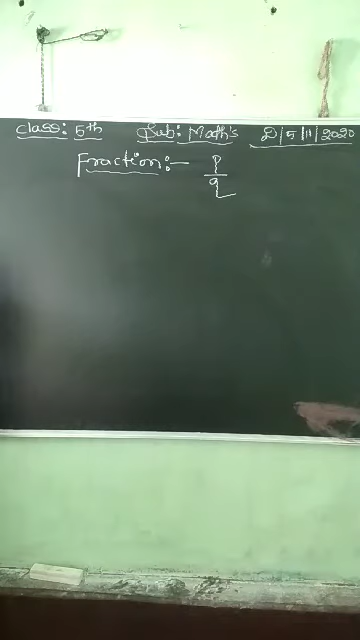 Class: 5th Sub: Math's D/5/11/2020
Fraction:- p/q